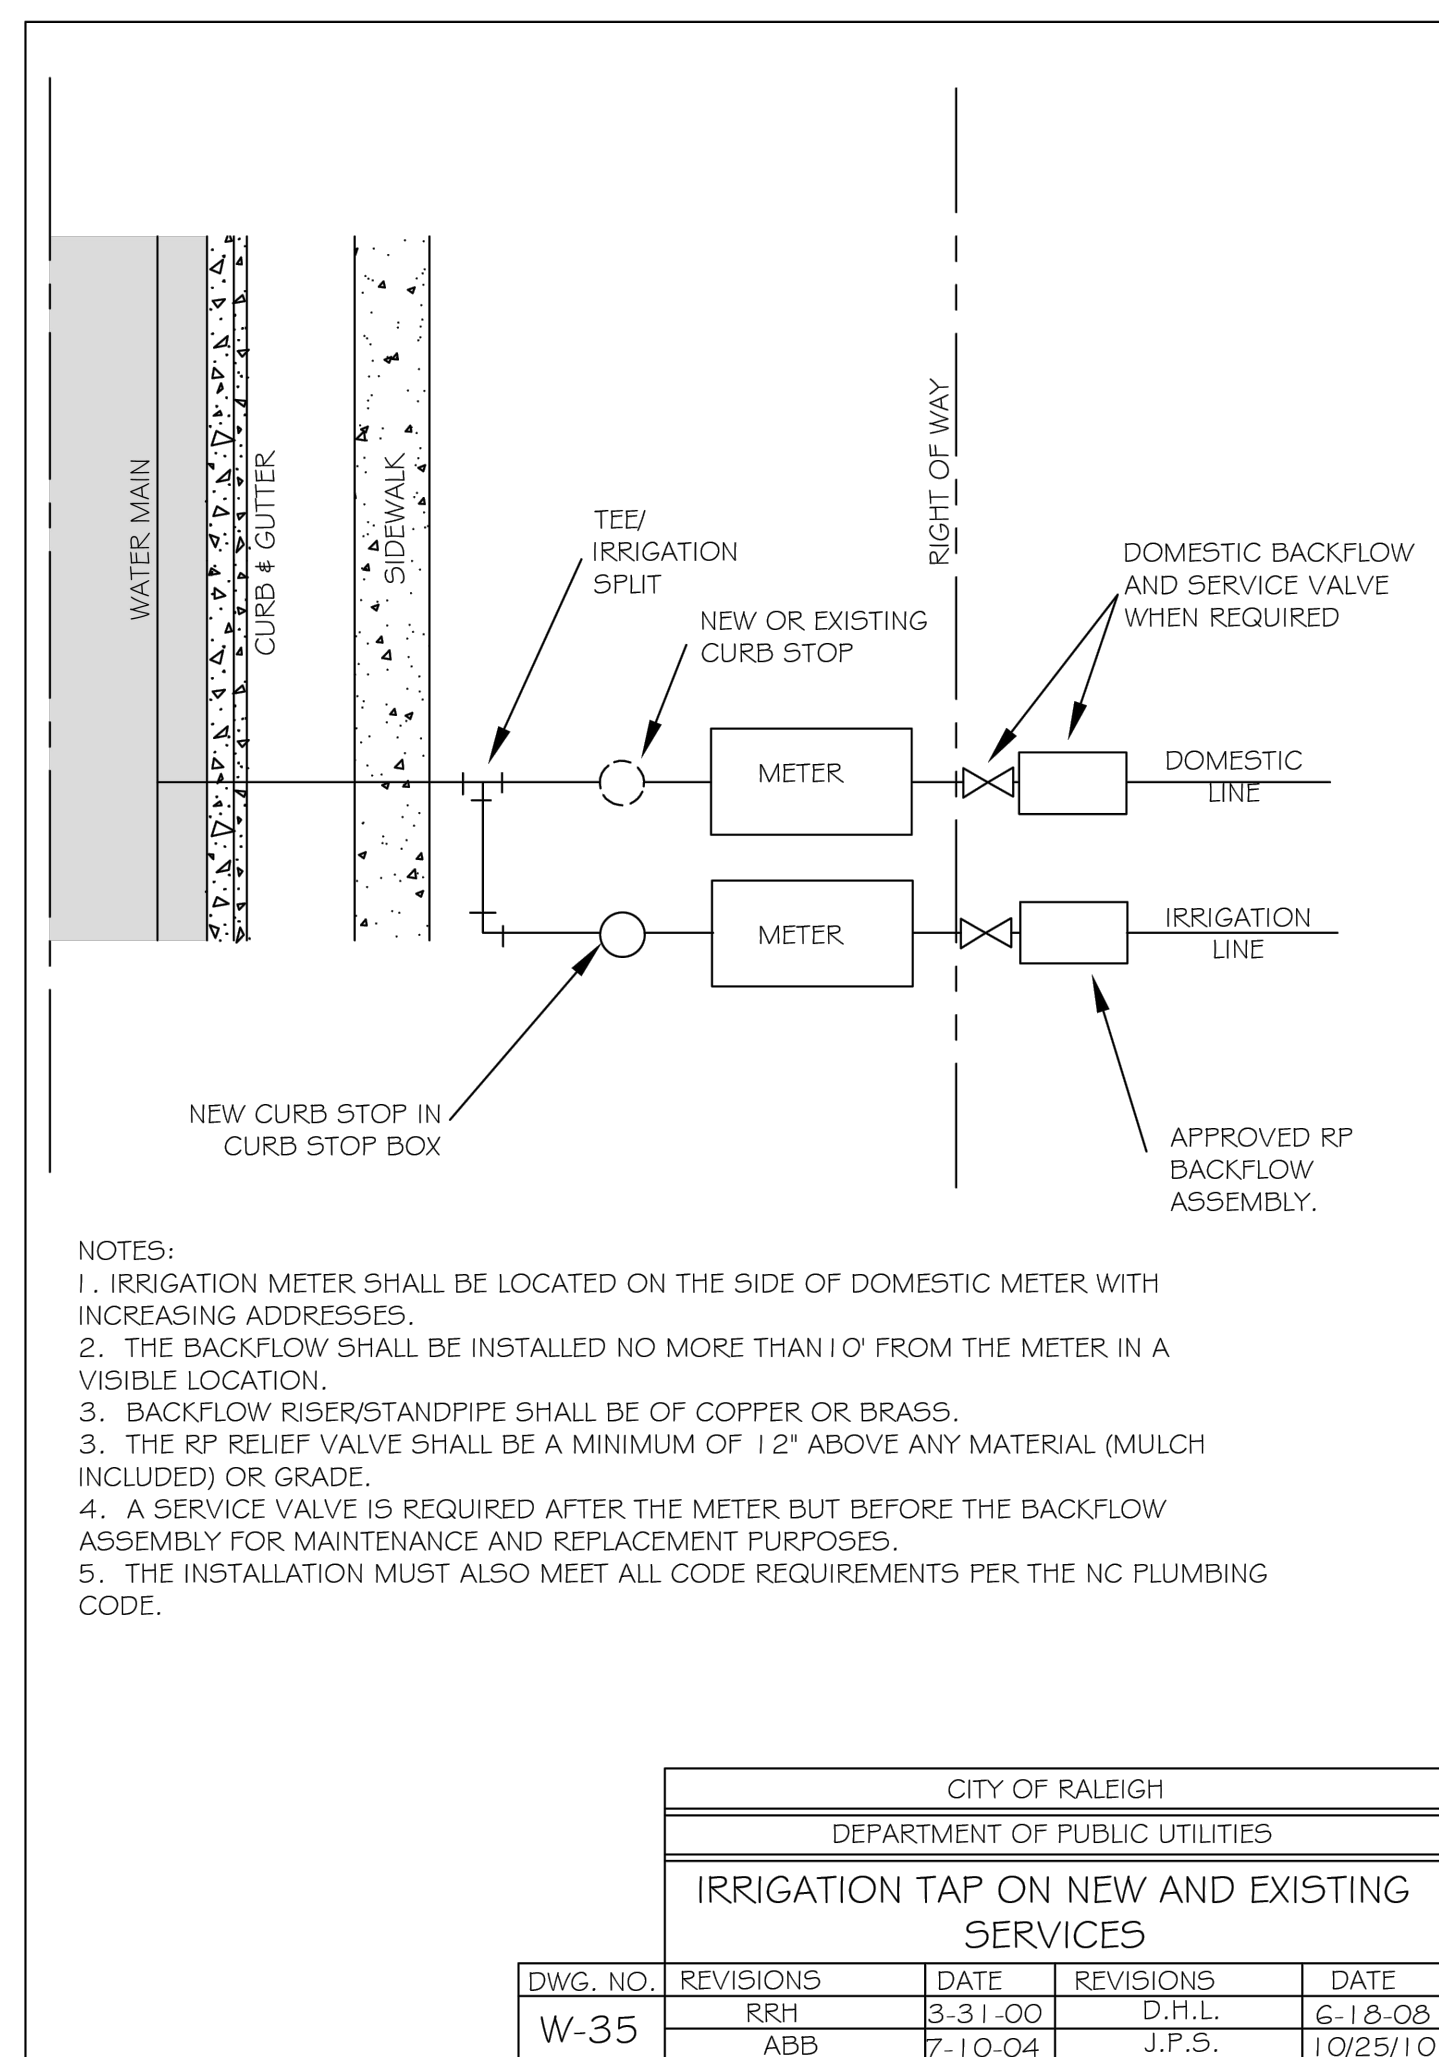 WATER MAIN
CURB & GUTTER
SIDEWALK
RIGHT OF WAY
TEE/
IRRIGATION
SPLIT
NEW OR EXISTING
CURB STOP
DOMESTIC BACKFLOW
AND SERVICE VALVE
WHEN REQUIRED
METER
DOMESTIC
LINE
METER
IRRIGATION
LINE
NEW CURB STOP IN
CURB STOP BOX
APPROVED RP
BACKFLOW
ASSEMBLY.
NOTES:
1. IRRIGATION METER SHALL BE LOCATED ON THE SIDE OF DOMESTIC METER WITH
INCREASING ADDRESSES.
2. THE BACKFLOW SHALL BE INSTALLED NO MORE THAN10' FROM THE METER IN A
VISIBLE LOCATION.
3. BACKFLOW RISER/STANDPIPE SHALL BE OF COPPER OR BRASS.
3. THE RP RELIEF VALVE SHALL BE A MINIMUM OF 12" ABOVE ANY MATERIAL (MULCH
INCLUDED) OR GRADE.
4. A SERVICE VALVE IS REQUIRED AFTER THE METER BUT BEFORE THE BACKFLOW
ASSEMBLY FOR MAINTENANCE AND REPLACEMENT PURPOSES.
5. THE INSTALLATION MUST ALSO MEET ALL CODE REQUIREMENTS PER THE NC PLUMBING
CODE.
CITY OF RALEIGH
DEPARTMENT OF PUBLIC UTILITIES
IRRIGATION TAP ON NEW AND EXISTING
SERVICES
DWG. NO. REVISIONS DATE REVISIONS DATE
W-35 RRH 3-31-00 D.H.L. 6-18-08
ABB 7-10-04 J.P.S. 10/25/10